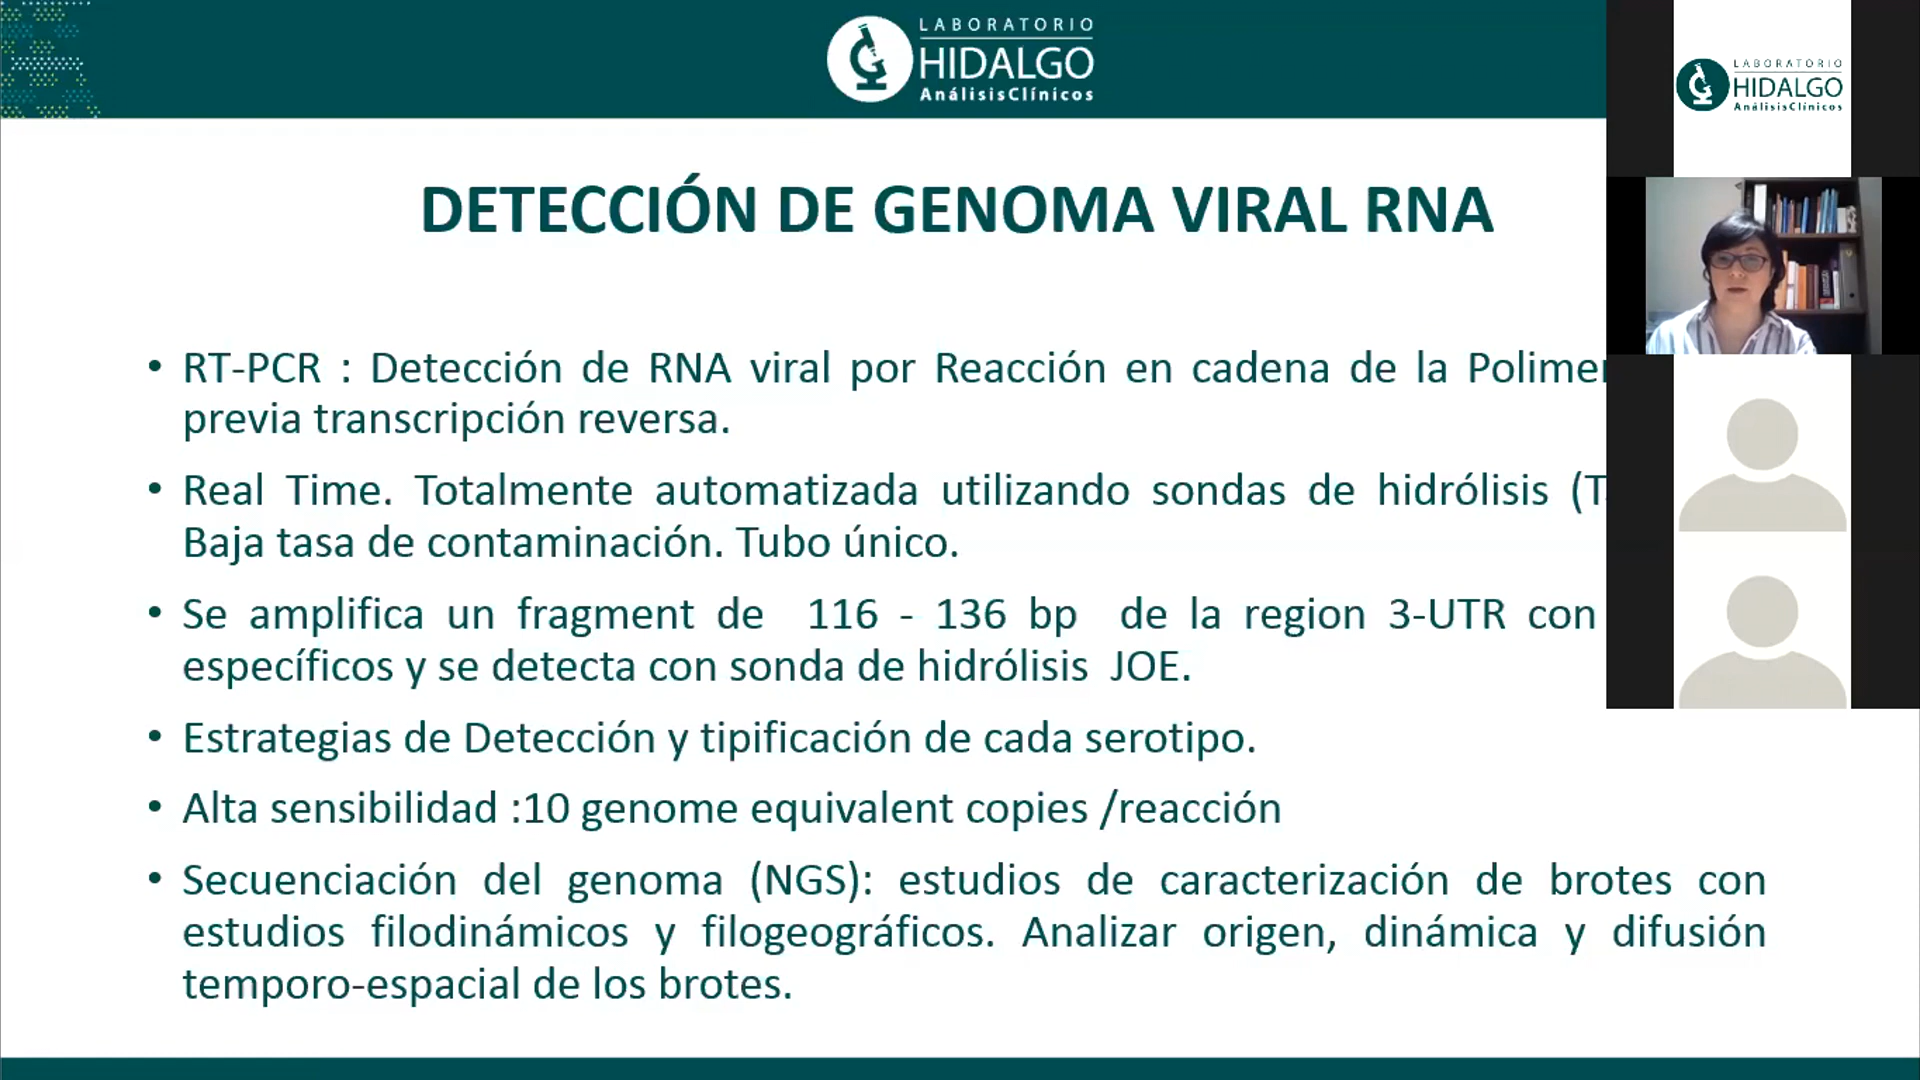 LABORATORIO
HIDALGO
AnálisisClínicos
LABORATORIO
HIDALGO
AnálisisClínicos
DETECCIÓN DE GENOMA VIRAL RNA
• RT-PCR : Detección de RNA viral por Reacción en cadena de la
previa transcripción reversa.
• Real Time. Totalmente automatizada utilizando sondas de hidrólisis
Baja tasa de contaminación. Tubo único.
• Se amplifica un fragment de 116 - 136 bp de la region 3-UTR con
específicos y se detecta con sonda de hidrólisis JOE.
• Estrategias de Detección y tipificación de cada serotipo.
• Alta sensibilidad :10 genome equivalent copies /reacción
• Secuenciación del genoma (NGS): estudios de caracterización de brotes con
estudios filodinámicos y filogeográficos. Analizar origen, dinámica y difusión
temporo-espacial de los brotes.